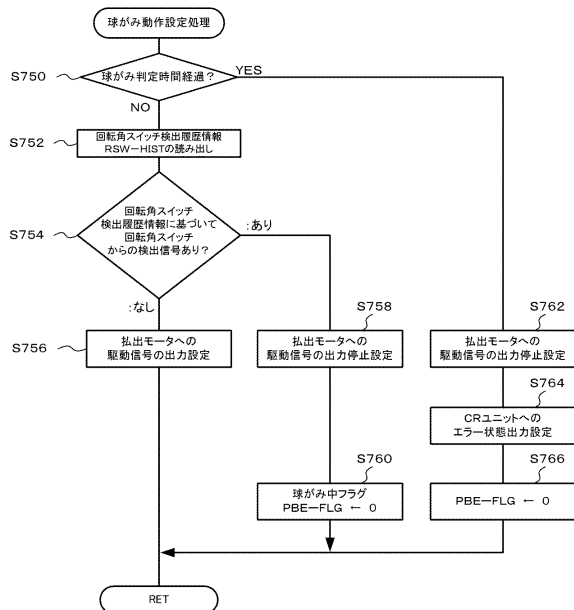 球がみ動作設定処理
S750
球がみ判定時間経過？
YES
NO
S752
回転角スイッチ検出履歴情報
RSW－HISTの読み出し
S754
回転角スイッチ
検出履歴情報に基づいて
回転角スイッチ
からの検出信号あり？
：あり
：なし
S756
払出モータへの
駆動信号の出力設定
S758
払出モータへの
駆動信号の出力停止設定
S762
払出モータへの
駆動信号の出力停止設定
S764
CRユニットへの
エラー状態出力設定
S760
球がみ中フラグ
PBE－FLG ← 0
S766
PBE－FLG ← 0
RET